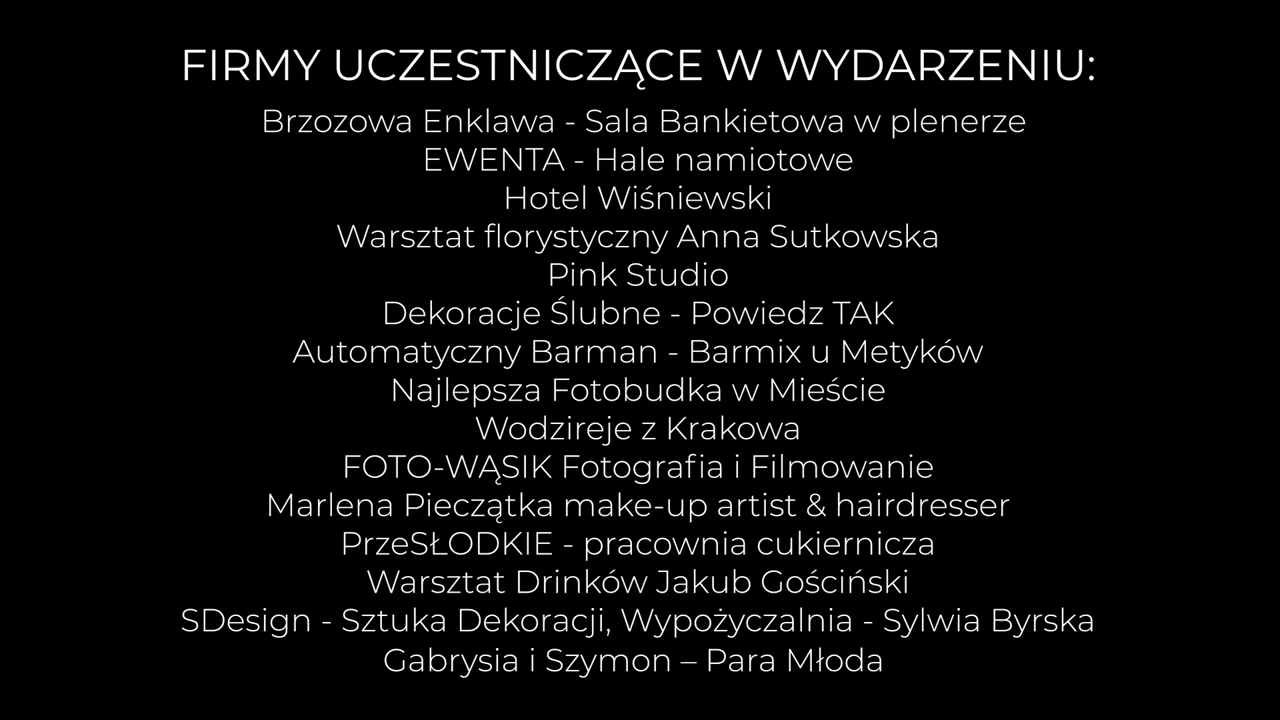 FIRMY UCZESTNICZĄCE W WYDARZENIU:
Brzozowa Enklawa - Sala Bankietowa w plenerze
EWENTA - Hale namiotowe
Hotel Wiśniewski
Warsztat florystyczny Anna Sutkowska
Pink Studio
Dekoracje Ślubne - Powiedz TAK
Automatyczny Barman - Barmix u Metyków
Najlepsza Fotobudka w Mieście
Wodzireje z Krakowa
FOTO-WĄSIK Fotografia i Filmowanie
Marlena Pieczątka make-up artist & hairdresser
PrzeSŁODKIE - pracownia cukiernicza
Warsztat Drinków Jakub Gościński
SDesign - Sztuka Dekoracji, Wypożyczalnia - Sylwia Byrska
Gabrysia i Szymon – Para Młoda